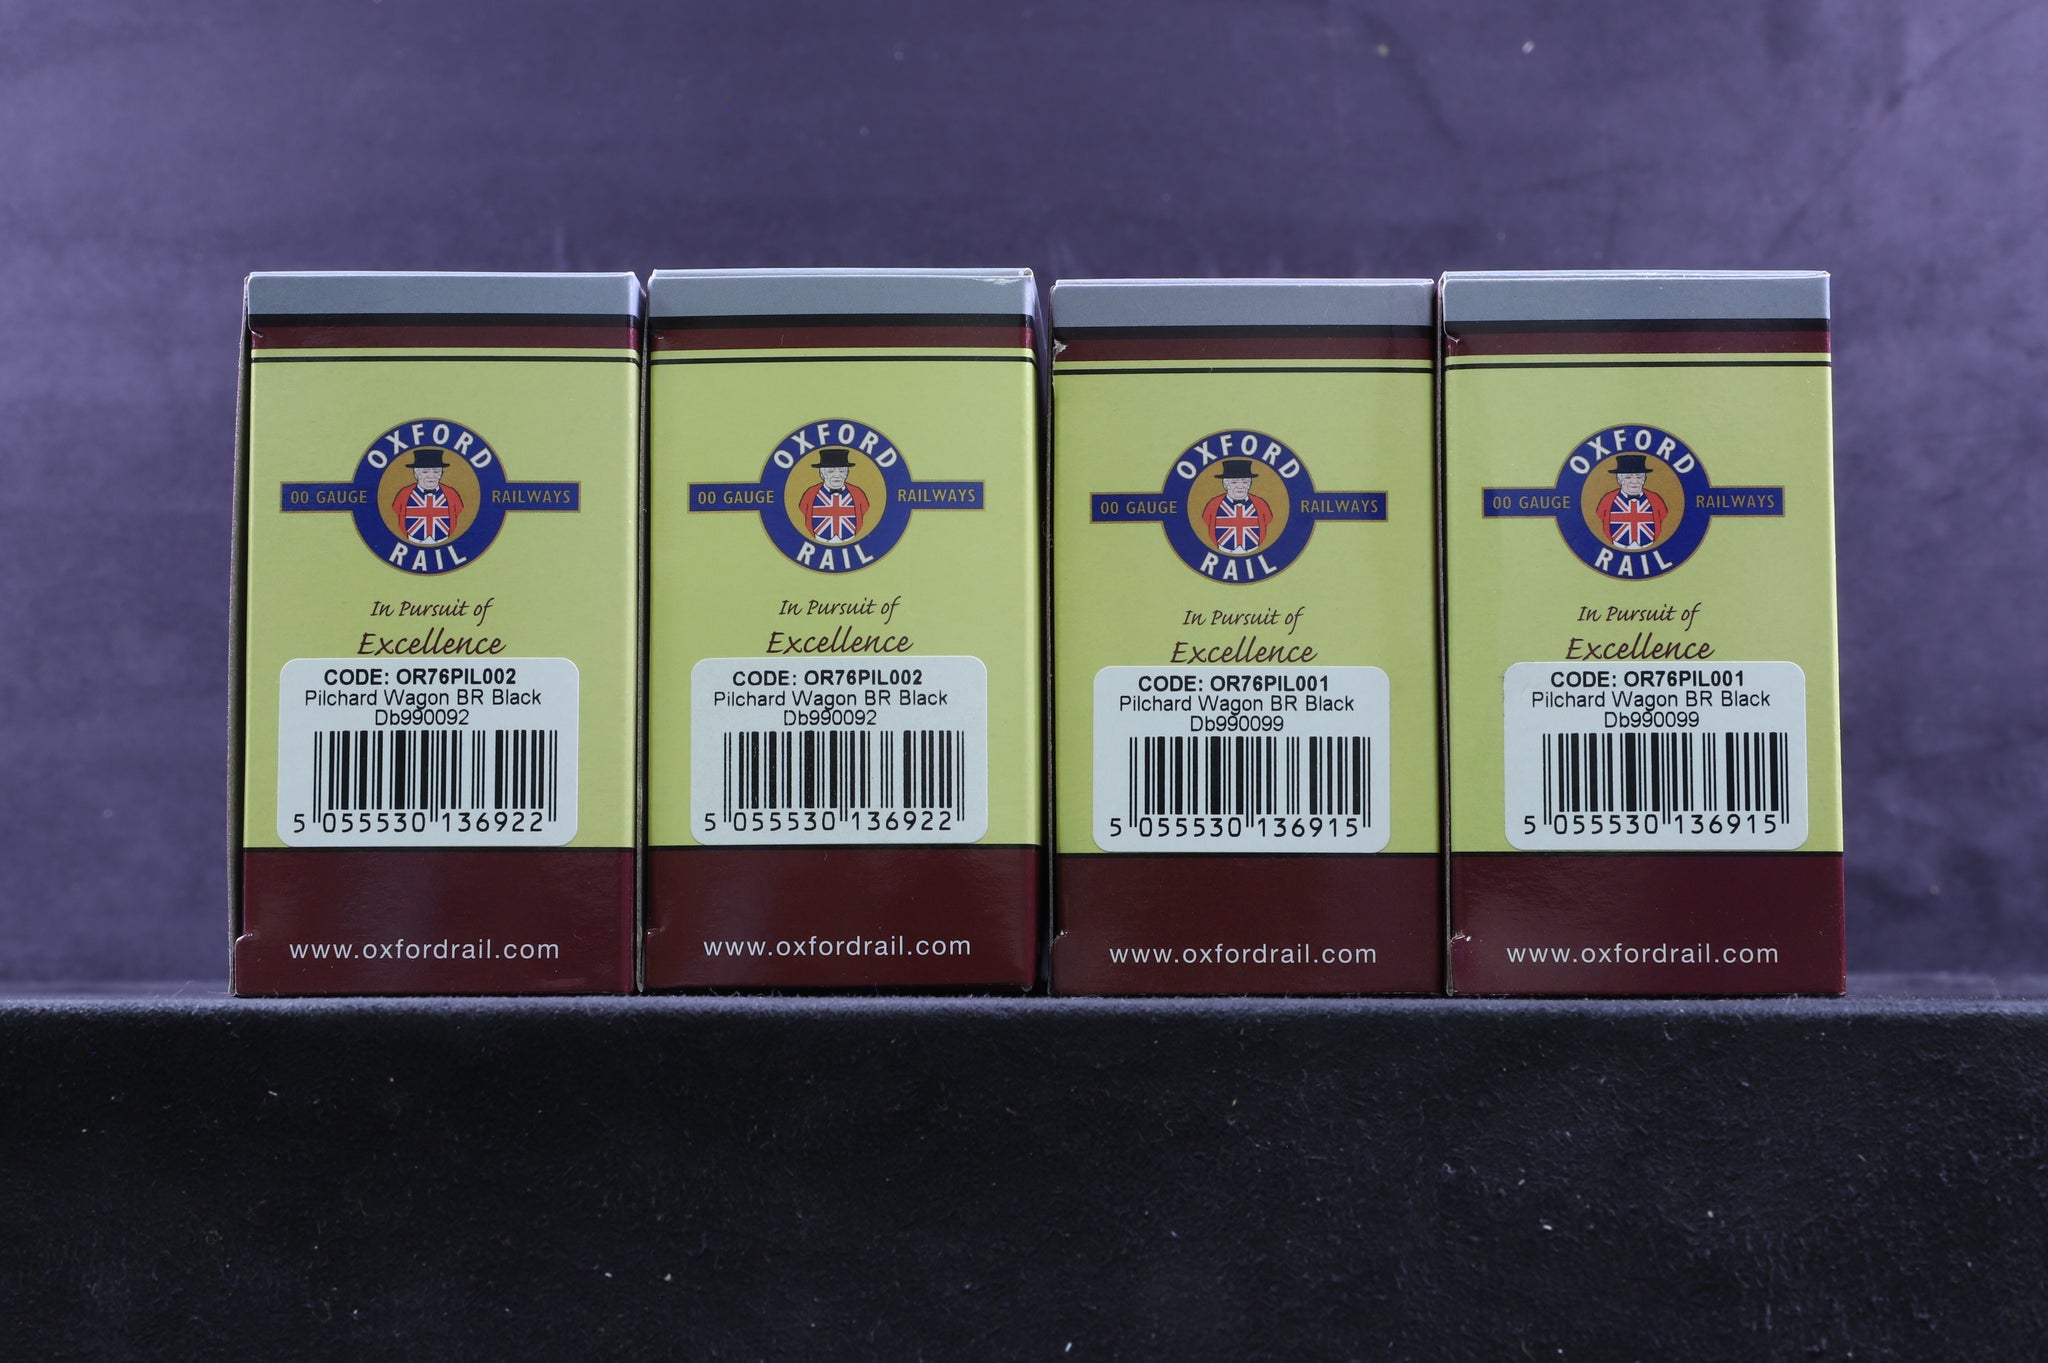 OXFORD
00 GAUGE RAILWAYS
RAIL
In Pursuit of
Excellence
CODE: OR76PIL002
Pilchard Wagon BR Black
Db990092
5 055530 136922
www.oxfordrail.com
OXFORD
00 GAUGE RAILWAYS
RAIL
In Pursuit of
Excellence
CODE: OR76PIL002
Pilchard Wagon BR Black
Db990092
5 055530 136922
www.oxfordrail.com
OXFORD
00 GAUGE RAILWAYS
RAIL
In Pursuit of
Excellence
CODE: OR76PIL001
Pilchard Wagon BR Black
Db990099
5 055530 136915
www.oxfordrail.com
OXFORD
00 GAUGE RAILWAYS
RAIL
In Pursuit of
Excellence
CODE: OR76PIL001
Pilchard Wagon BR Black
Db990099
5 055530 136915
www.oxfordrail.com